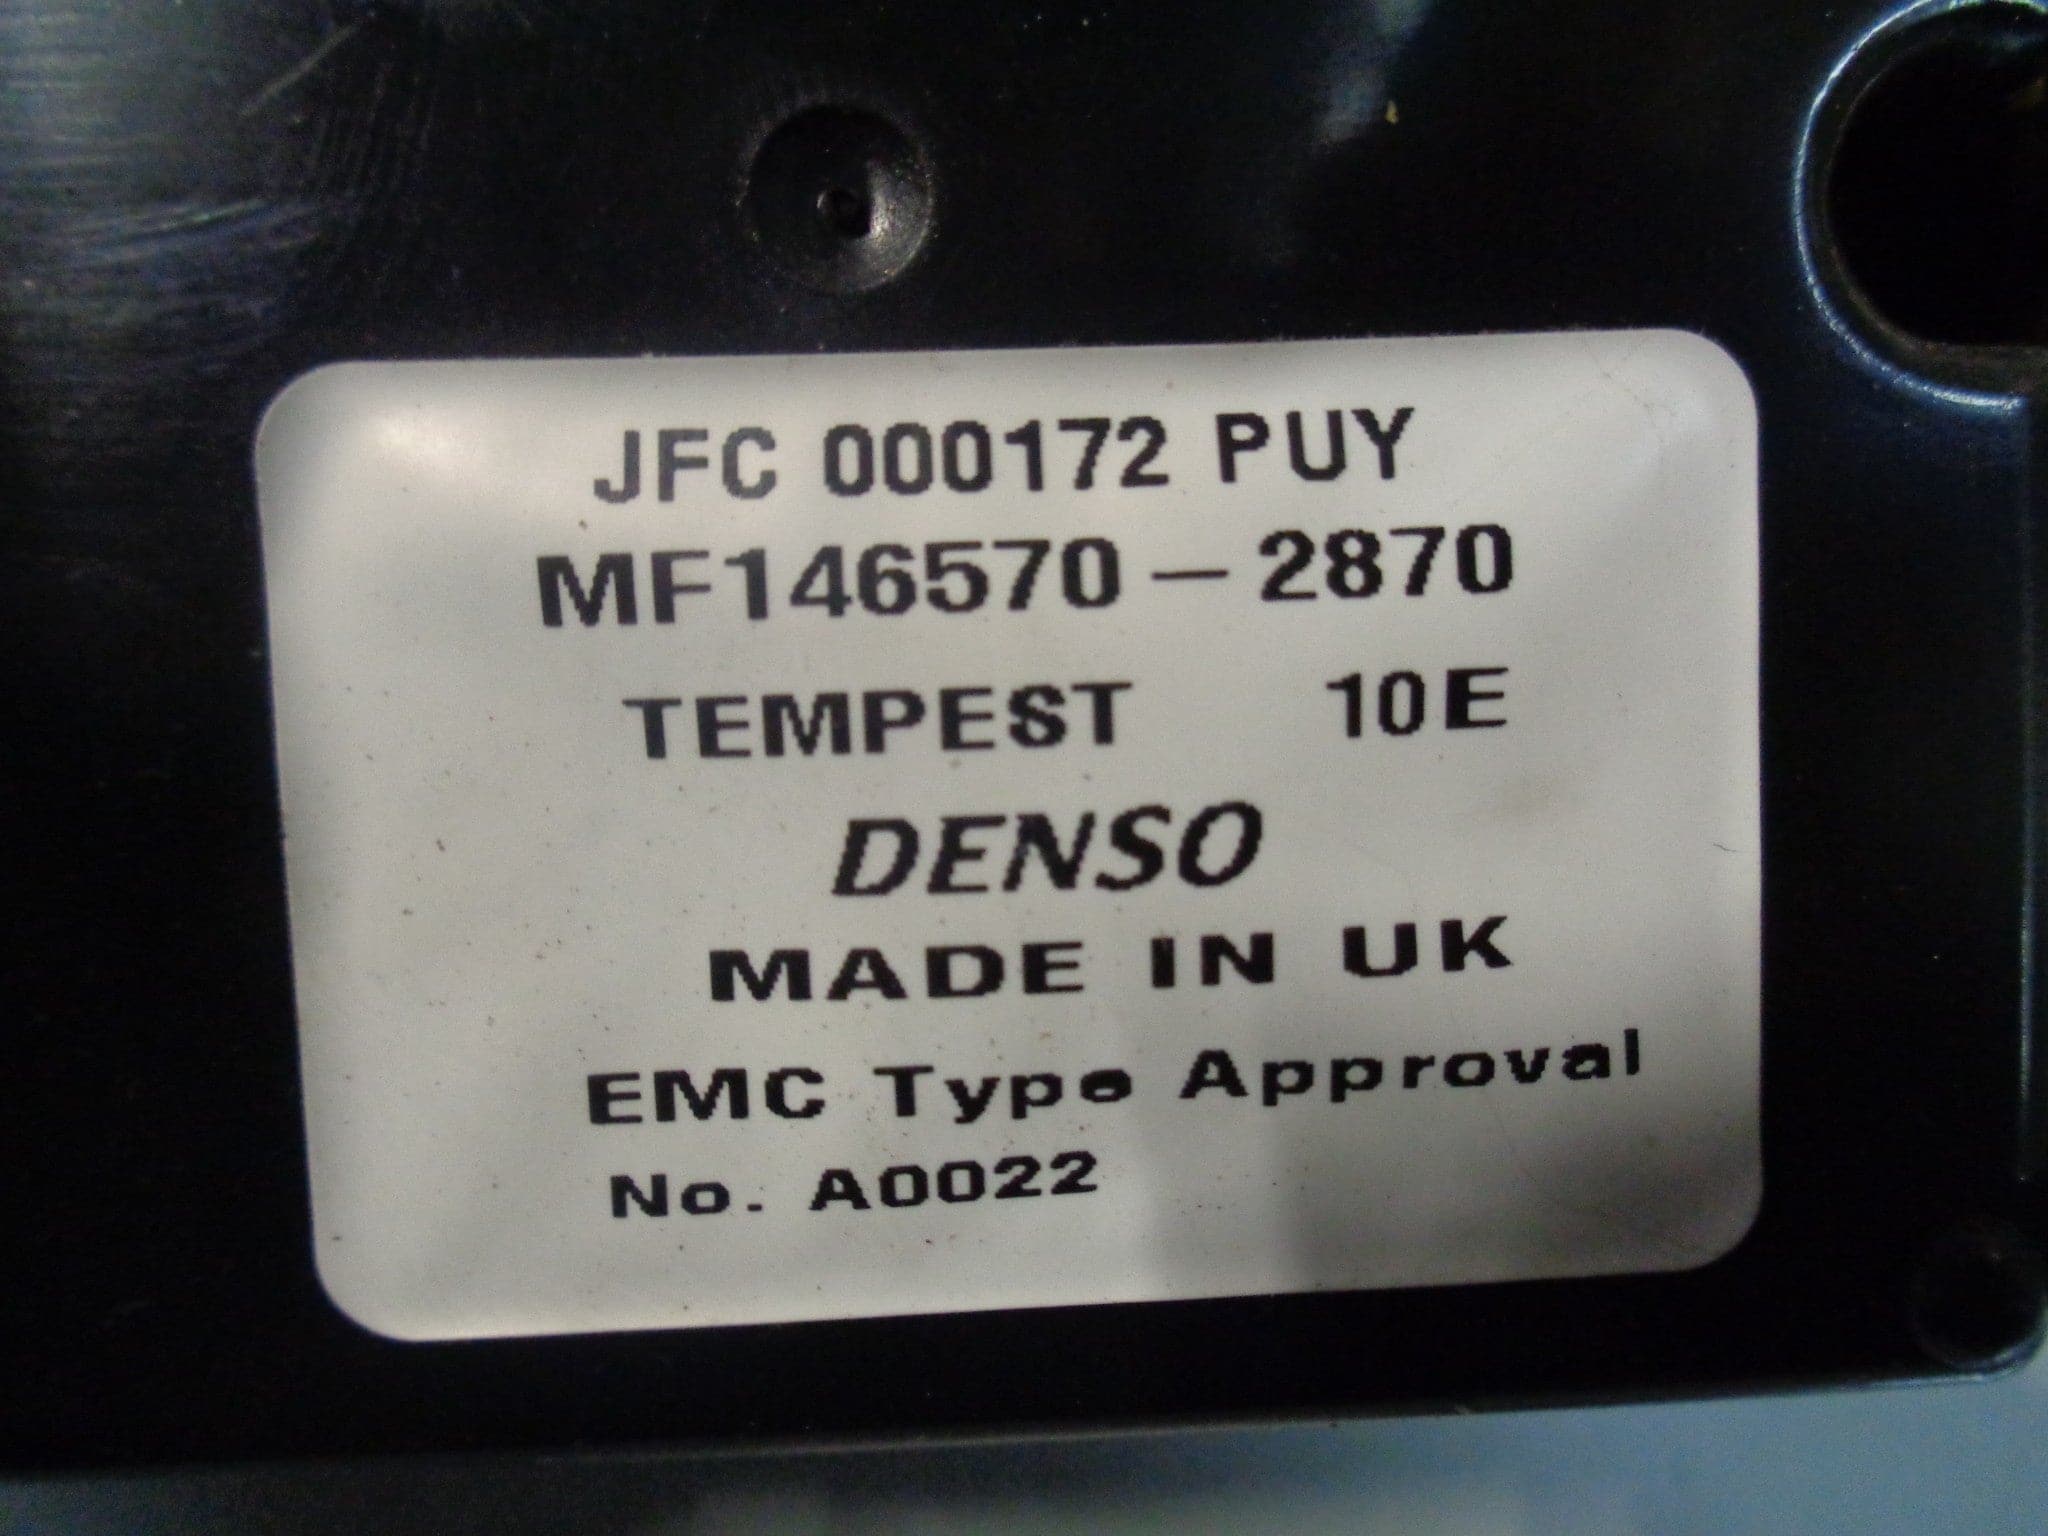 JFC 000172 PUY
MF146570-2870
TEMPEST 10E
DENSO
MADE IN UK
EMC Type Approval
No. A0022